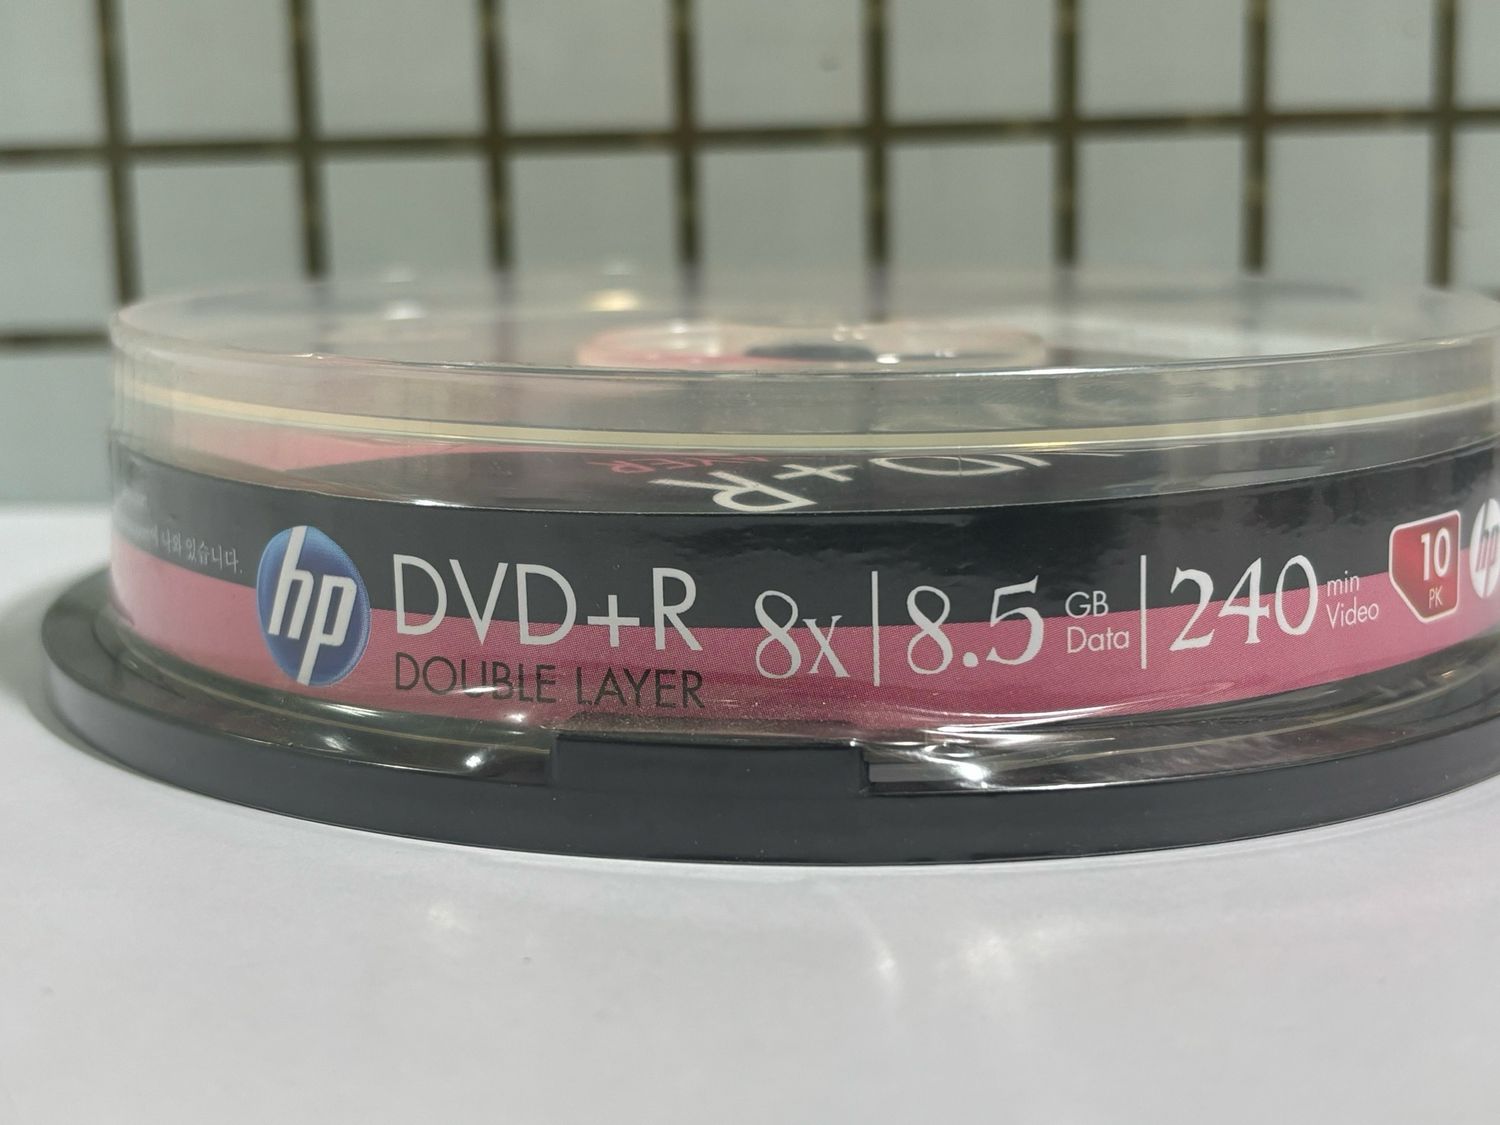 나와 있습니다.
hp
DVD+R
DOUBLE LAYER
8x
8.5 GB Data
240 min Video
10 PK
hp
D+R